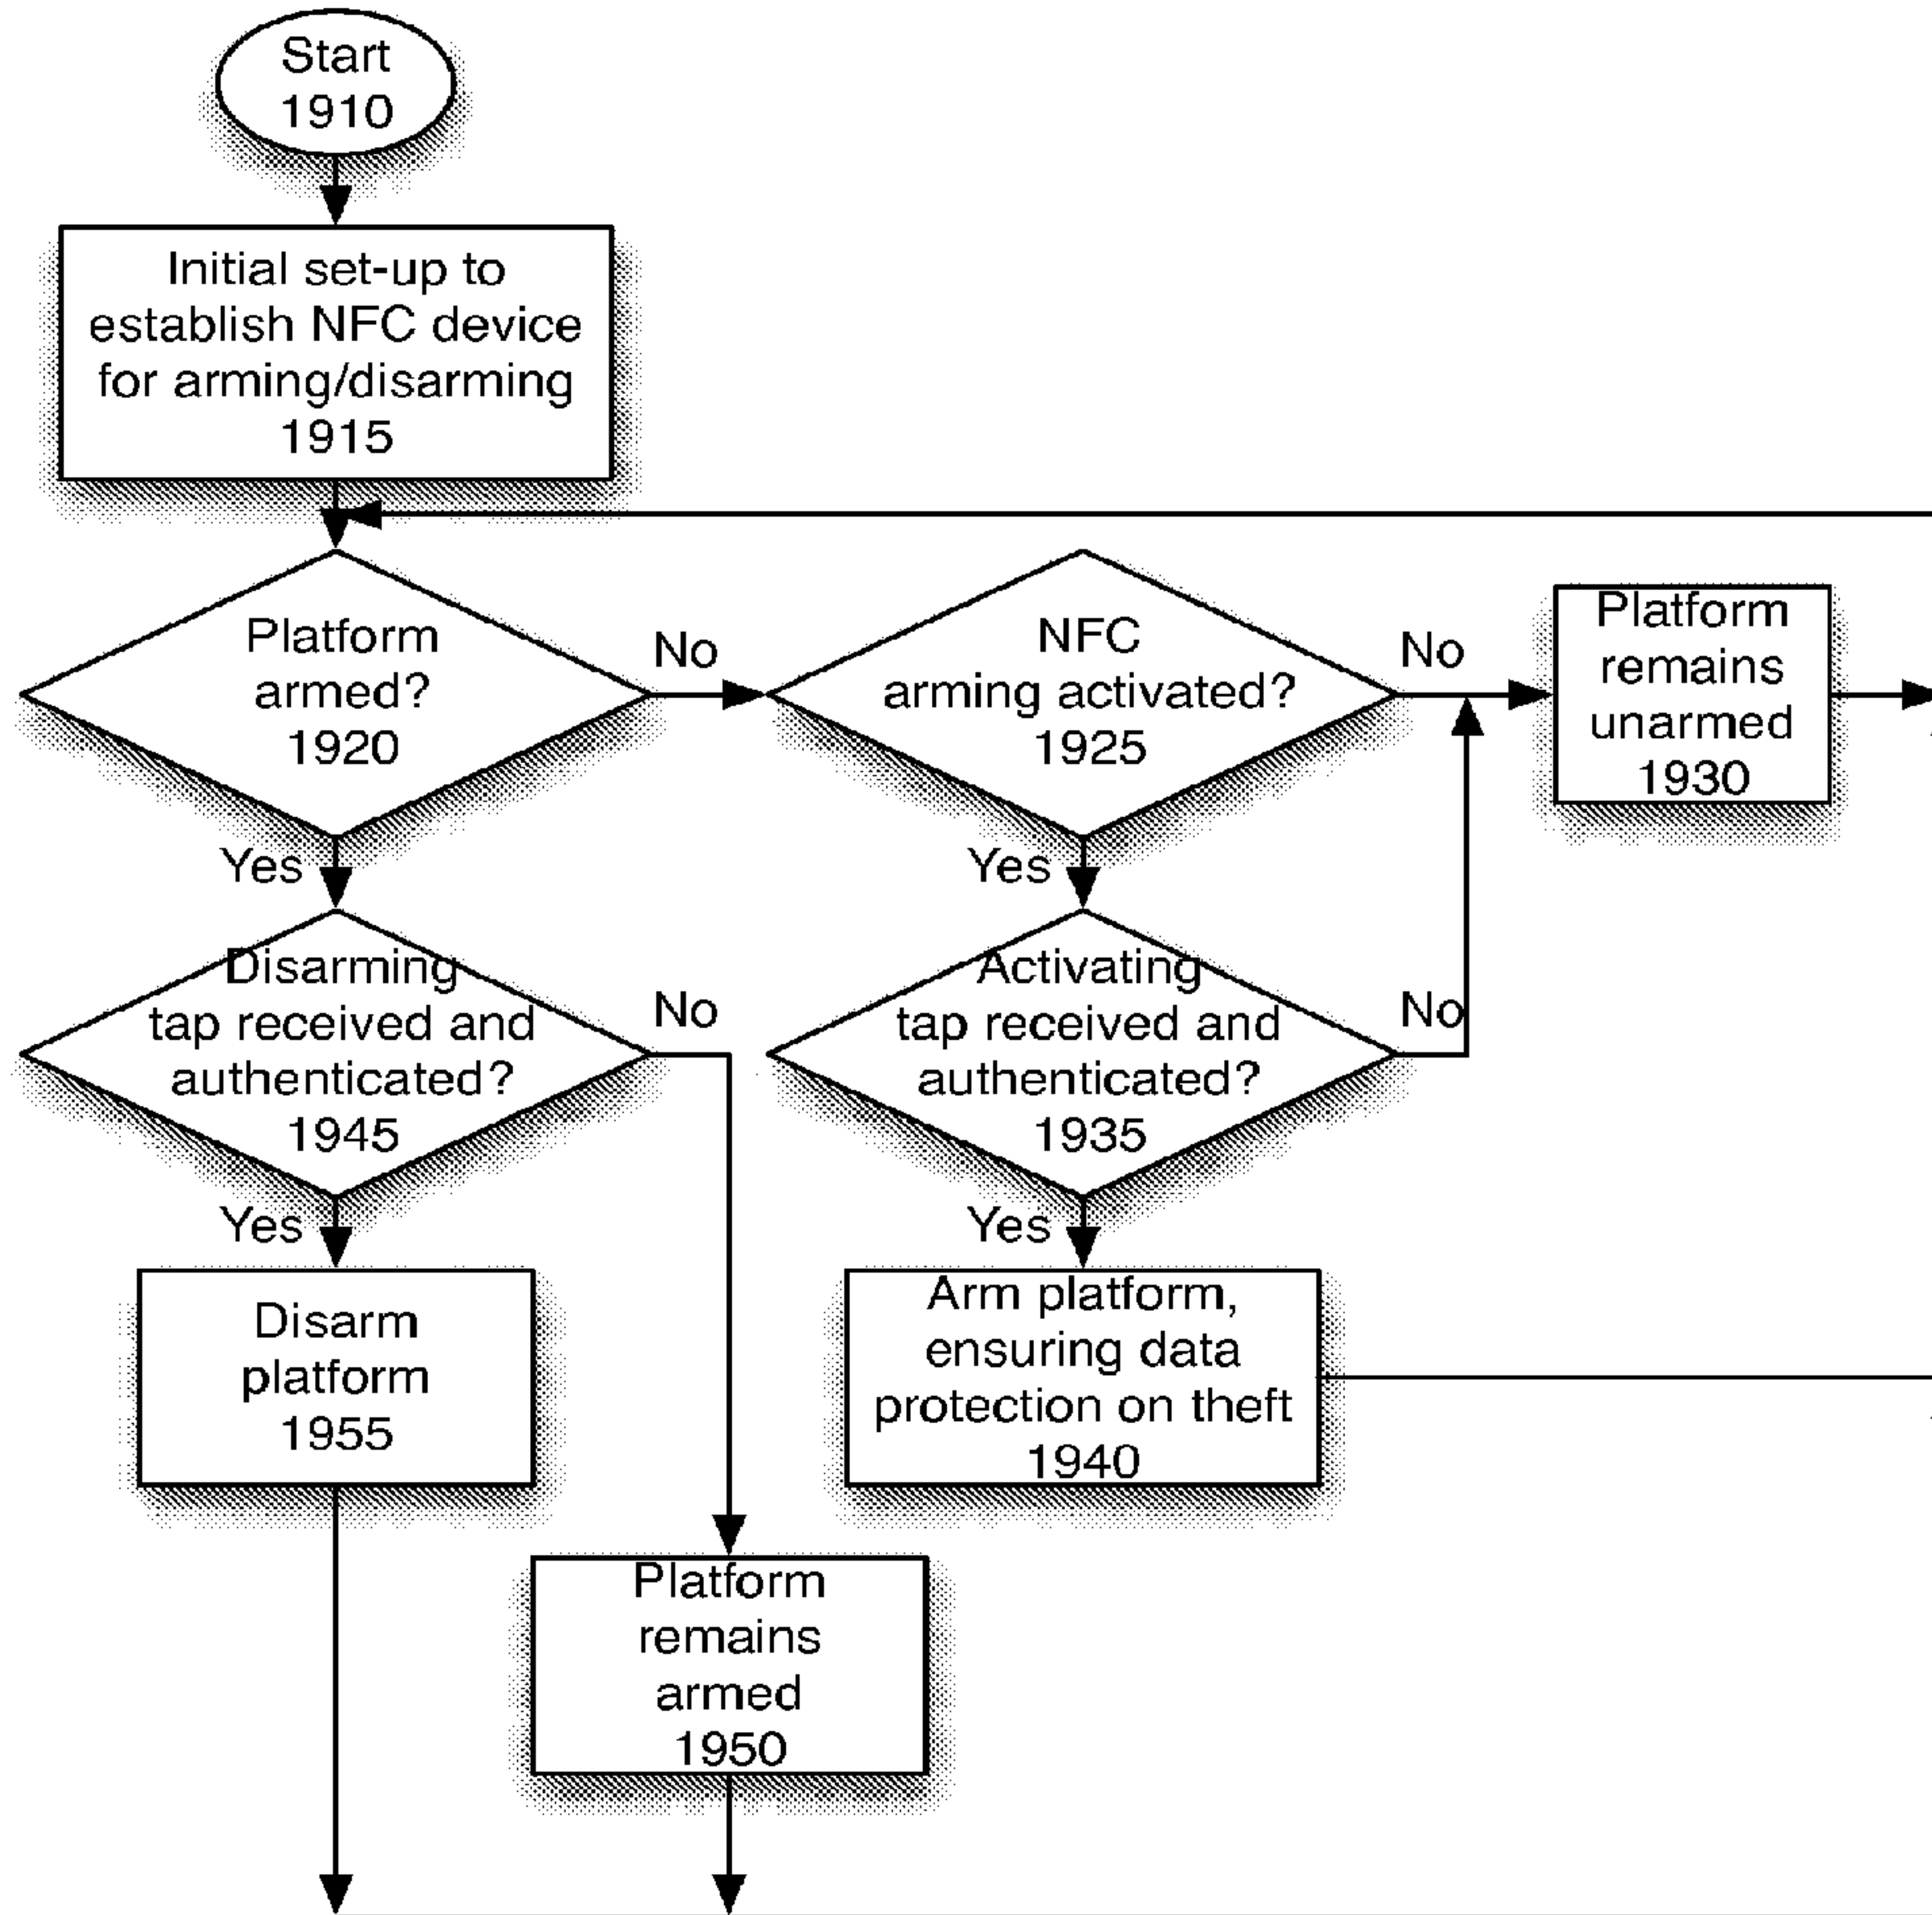 Start
1910
Initial set-up to
establish NFC device
for arming/disarming
1915
Platform
armed?
1920
No
NFC
arming activated?
1925
No
Platform
remains
unarmed
1930
Yes
Yes
Disarming
tap received and
authenticated?
1945
No
Activating
tap received and
authenticated?
1935
No
Yes
Yes
Disarm
platform
1955
Arm platform,
ensuring data
protection on theft
1940
Platform
remains
armed
1950